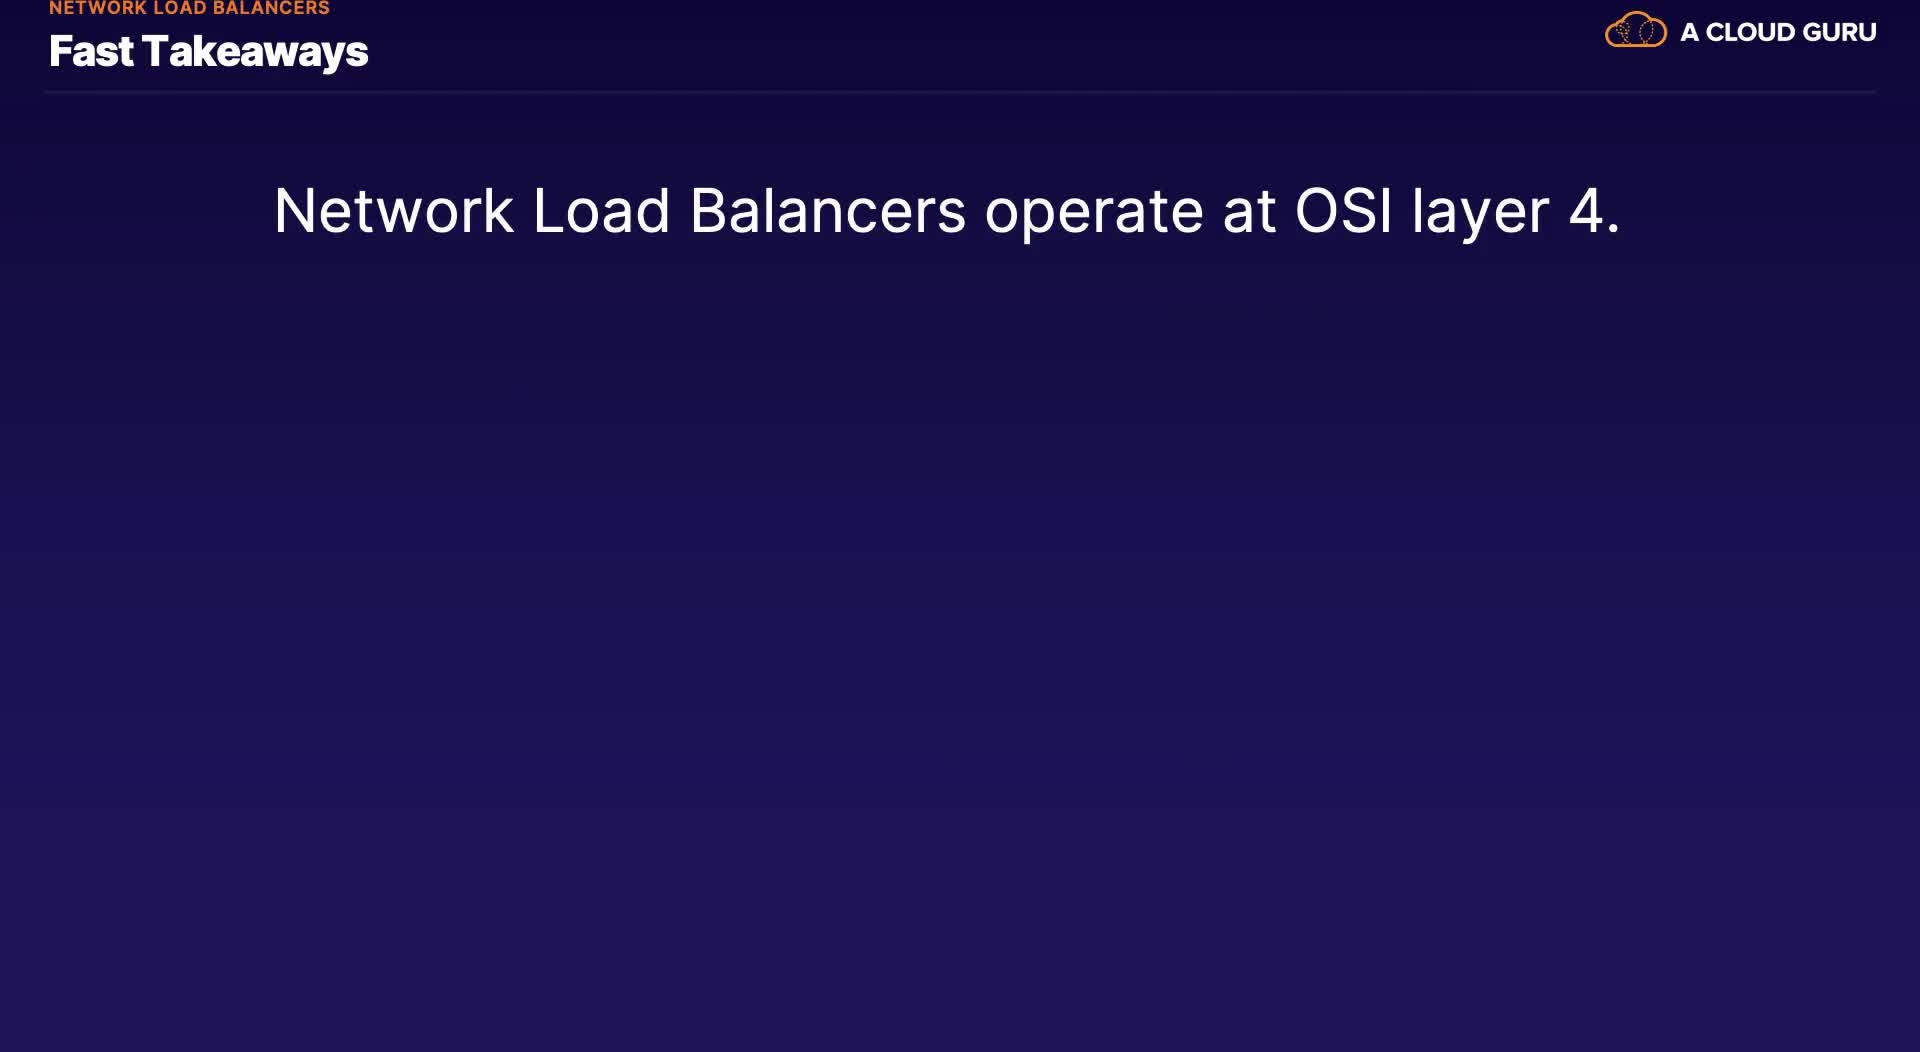 NETWORK LOAD BALANCERS
Fast Takeaways
A CLOUD GURU
Network Load Balancers operate at OSI layer 4.